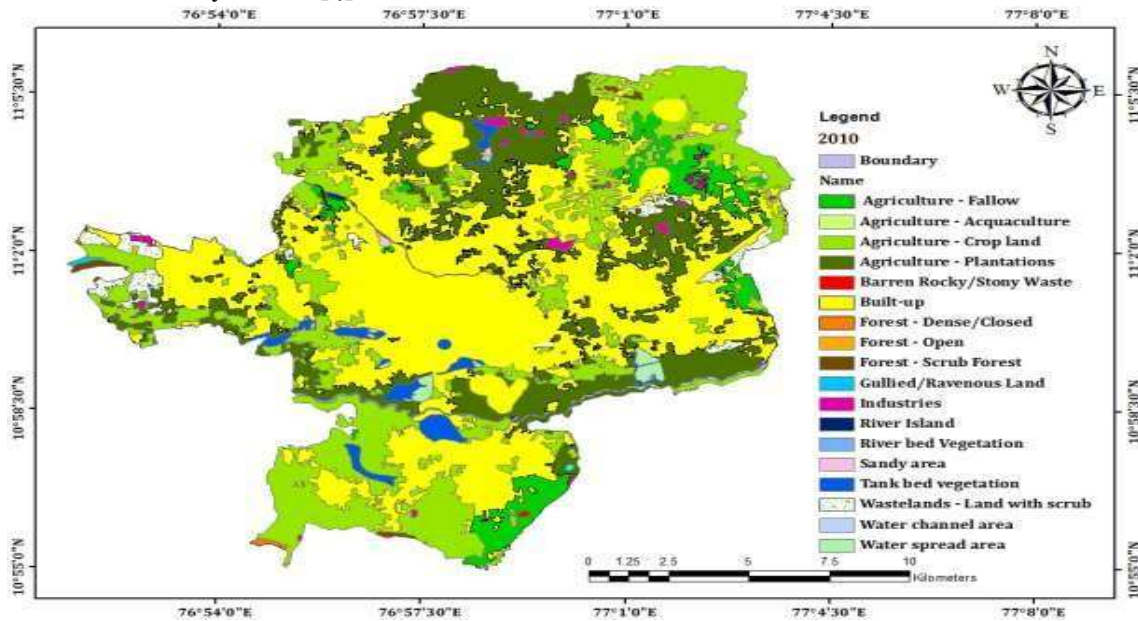 76°54'0"E 76°57'30"E 77°1'0"E 77°4'30"E 77°8'0"E
11°5'30"N
11°2'0"N
10°58'30"N
10°55'0"N
N
W E
S
Legend
2010
Boundary
Name
Agriculture - Fallow
Agriculture - Acquaculture
Agriculture - Crop land
Agriculture - Plantations
Barren Rocky/Stony Waste
Built-up
Forest - Dense/Closed
Forest - Open
Forest - Scrub Forest
Gullied/Ravenous Land
Industries
River Island
River bed Vegetation
Sandy area
Tank bed vegetation
Wastelands - Land with scrub
Water channel area
Water spread area
0 1.25 2.5 5 7.5 10
Kilometers
11°5'30"N
11°2'0"N
10°58'30"N
10°55'0"N
76°54'0"E 76°57'30"E 77°1'0"E 77°4'30"E 77°8'0"E